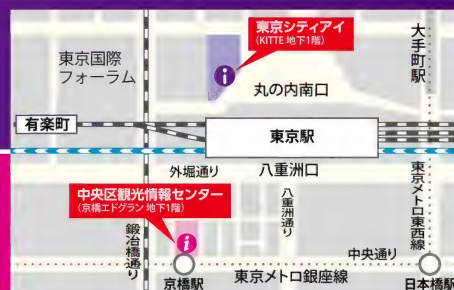 東京シティアイ
(KITTE 地下1階)
東京国際
フォーラム
大手町駅
丸の内南口
有楽町
東京駅
外堀通り
八重洲口
中央区観光情報センター
(京橋エドグラン 地下1階)
八重洲通り
東京メトロ東西線
鍛冶橋通り
中央通り
京橋駅
東京メトロ銀座線
日本橋駅